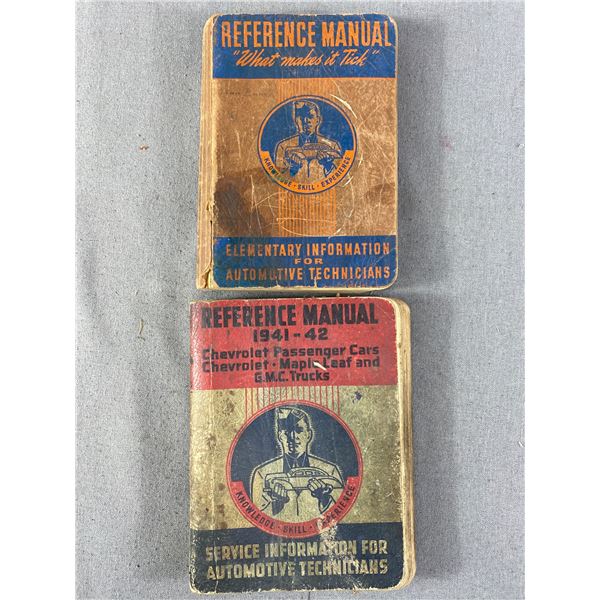 REFERENCE MANUAL
"What makes it Tick"
KNOWLEDGE · SKILL · EXPERIENCE
ELEMENTARY INFORMATION
FOR
AUTOMOTIVE TECHNICIANS
REFERENCE MANUAL
1941-42
Chevrolet Passenger Cars
Chevrolet · Maple Leaf and
G.M.C. Trucks
KNOWLEDGE · SKILL · EXPERIENCE
SERVICE INFORMATION FOR
AUTOMOTIVE TECHNICIANS